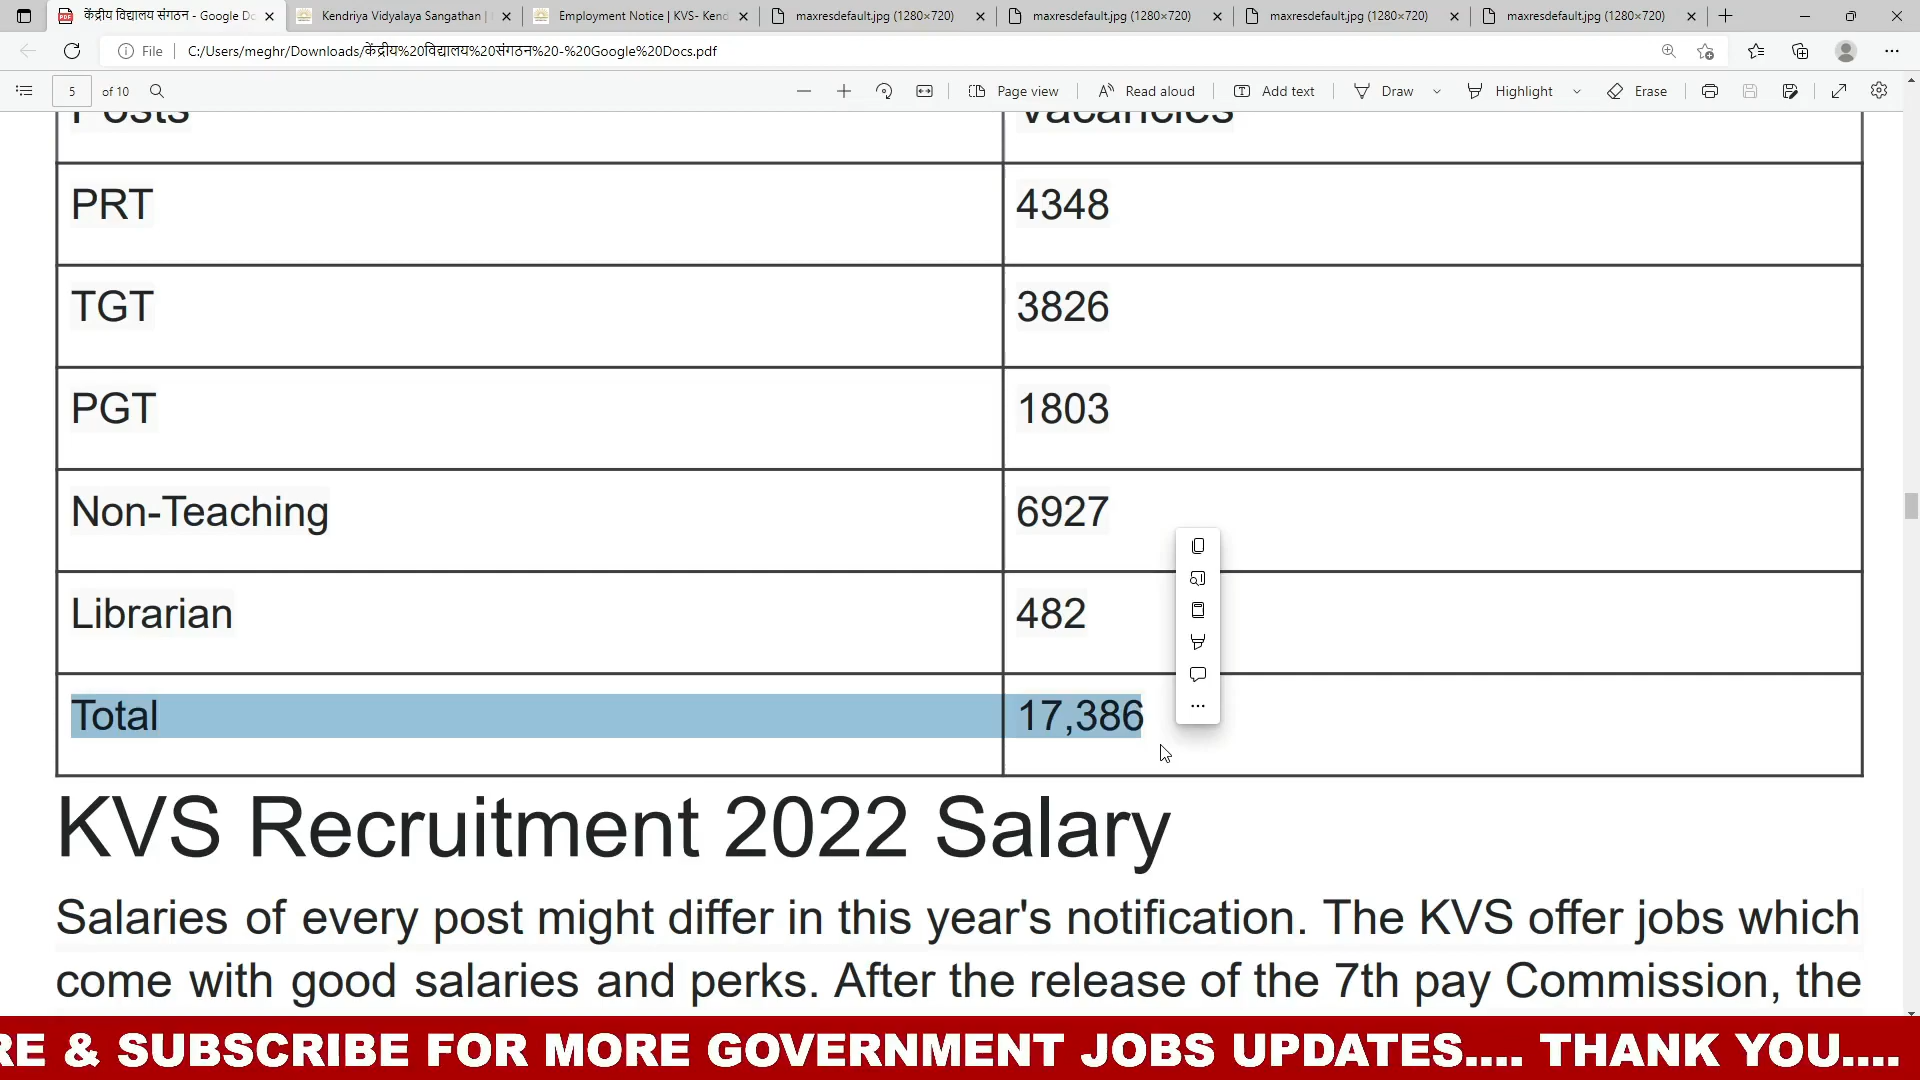 केंद्रीय विद्यालय संगठन - Google Do
Kendriya Vidyalaya Sangathan |
Employment Notice | KVS- Kend
maxresdefault.jpg (1280×720)
maxresdefault.jpg (1280×720)
maxresdefault.jpg (1280×720)
maxresdefault.jpg (1280×720)
File
C:/Users/meghr/Downloads/केंद्रीय%20विद्यालय%20संगठन%20-%20Google%20Docs.pdf
5 of 10
Page view
Read aloud
Add text
Draw
Highlight
Erase
Posts Vacancies
PRT 4348
TGT 3826
PGT 1803
Non-Teaching 6927
Librarian 482
Total 17,386
KVS Recruitment 2022 Salary
Salaries of every post might differ in this year's notification. The KVS offer jobs which
come with good salaries and perks. After the release of the 7th pay Commission, the
RE & SUBSCRIBE FOR MORE GOVERNMENT JOBS UPDATES.... THANK YOU....